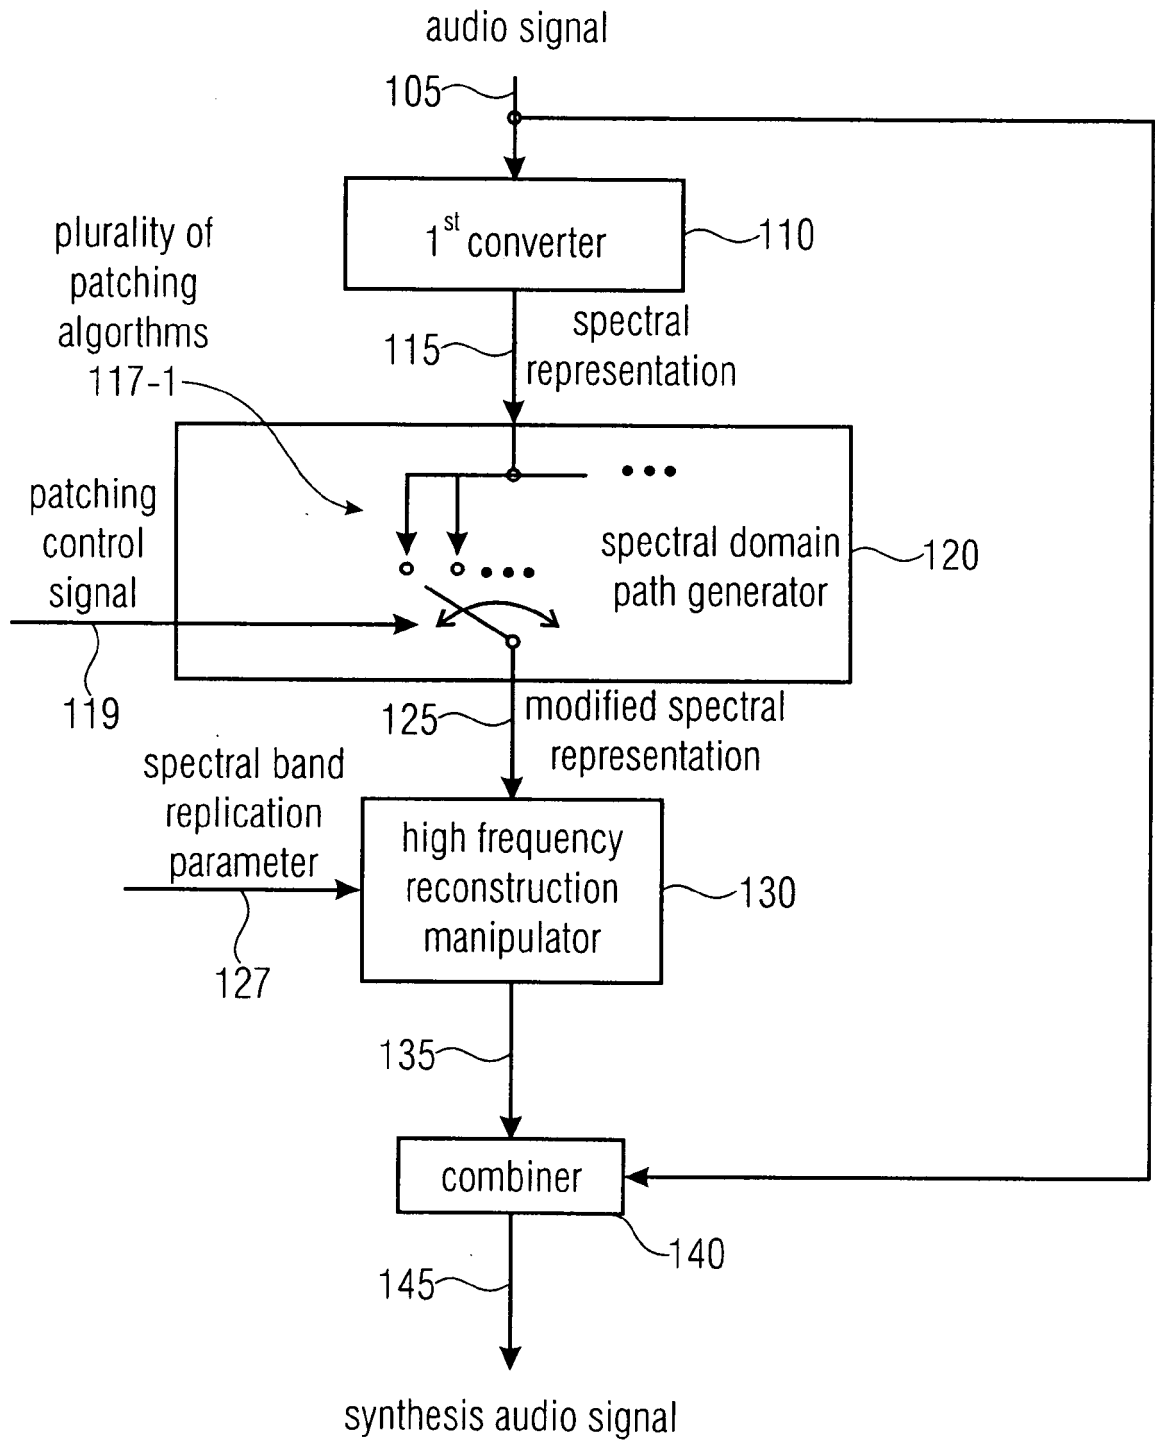 audio signal
105
1st converter
110
plurality of
patching
algorthms
117-1
115
spectral
representation
patching
control
signal
119
spectral domain
path generator
120
125
modified spectral
representation
spectral band
replication
parameter
127
high frequency
reconstruction
manipulator
130
135
combiner
140
145
synthesis audio signal